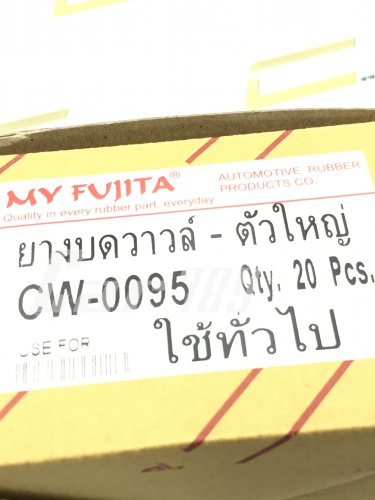 MY FUJITA®
AUTOMOTIVE RUBBER
PRODUCTS CO.
Quality in every rubber part, everyday.
ยางบดวาวล์ - ตัวใหญ่
CW-0095 Qty. 20 Pcs.
USE FOR
ใช้ทั่วไป